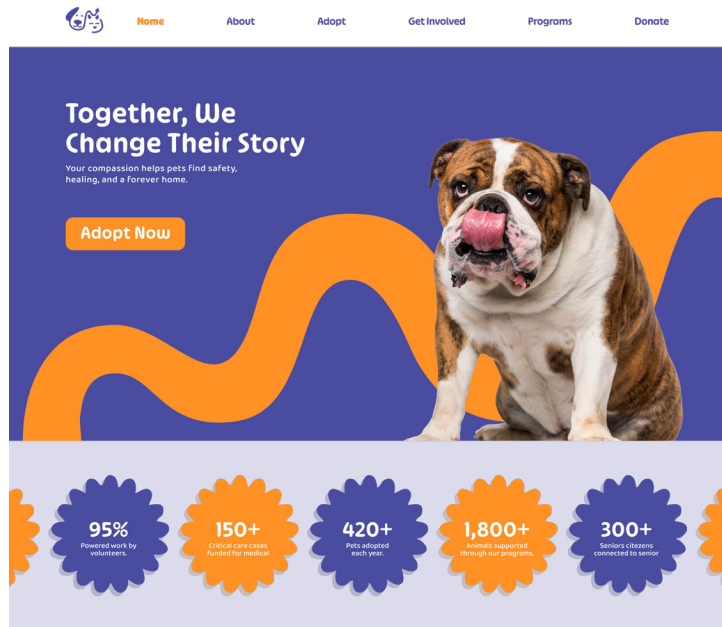 Home About Adopt Get Involved Programs Donate
Together, We
Change Their Story
Your compassion helps pets find safety,
healing, and a forever home.
Adopt Now
95%
Powered work by
volunteers.
150+
Critical care cases
funded for medical
420+
Pets adopted
each year.
1,800+
Animals supported
through our programs.
300+
Seniors citezens
connected to senior